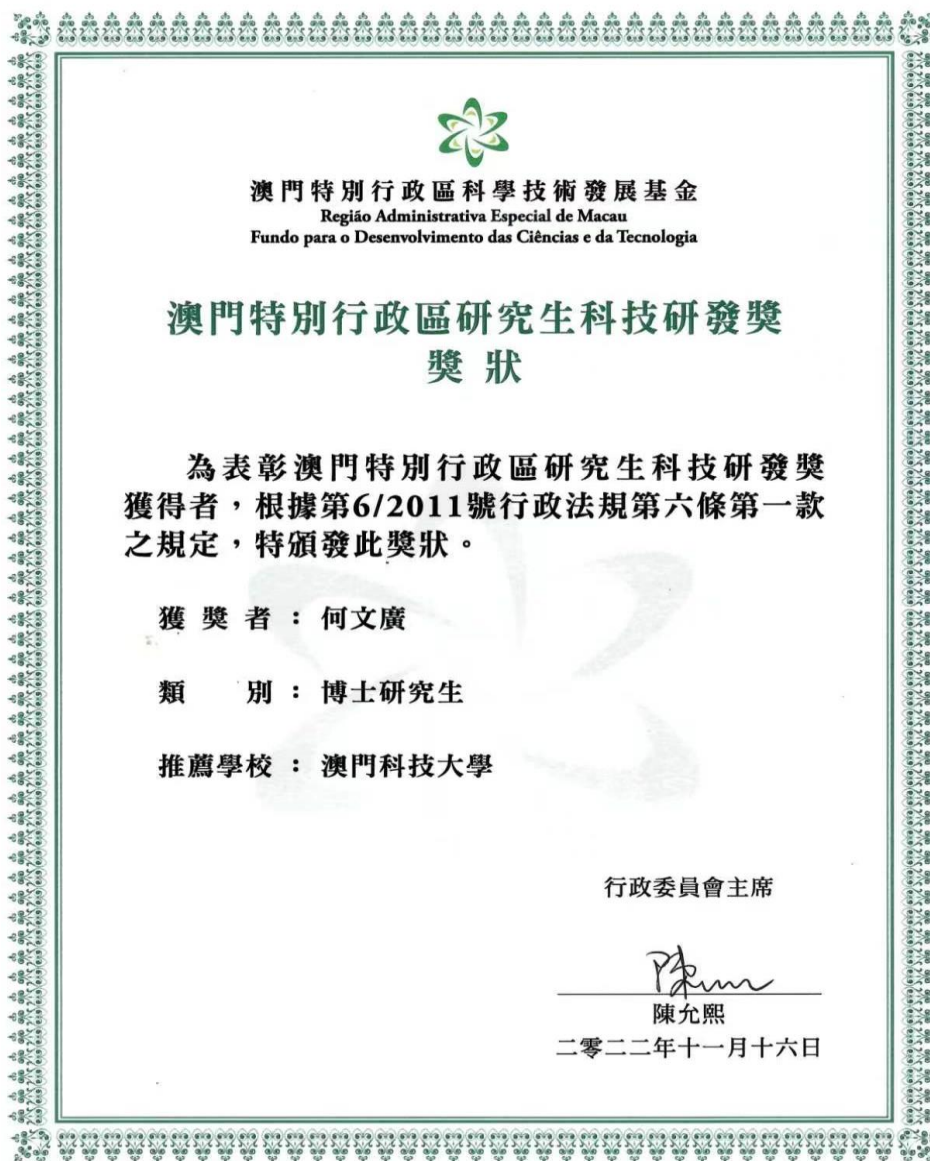 澳門特別行政區科學技術發展基金
Região Administrativa Especial de Macau
Fundo para o Desenvolvimento das Ciências e da Tecnologia
澳門特別行政區研究生科技研發獎
獎 狀
為表彰澳門特別行政區研究生科技研發獎
獲得者，根據第6/2011號行政法規第六條第一款
之規定，特頒發此獎狀。
獲 獎 者 ： 何文廣
類 別 ： 博士研究生
推薦學校 ： 澳門科技大學
行政委員會主席
陳允熙
二零二二年十一月十六日